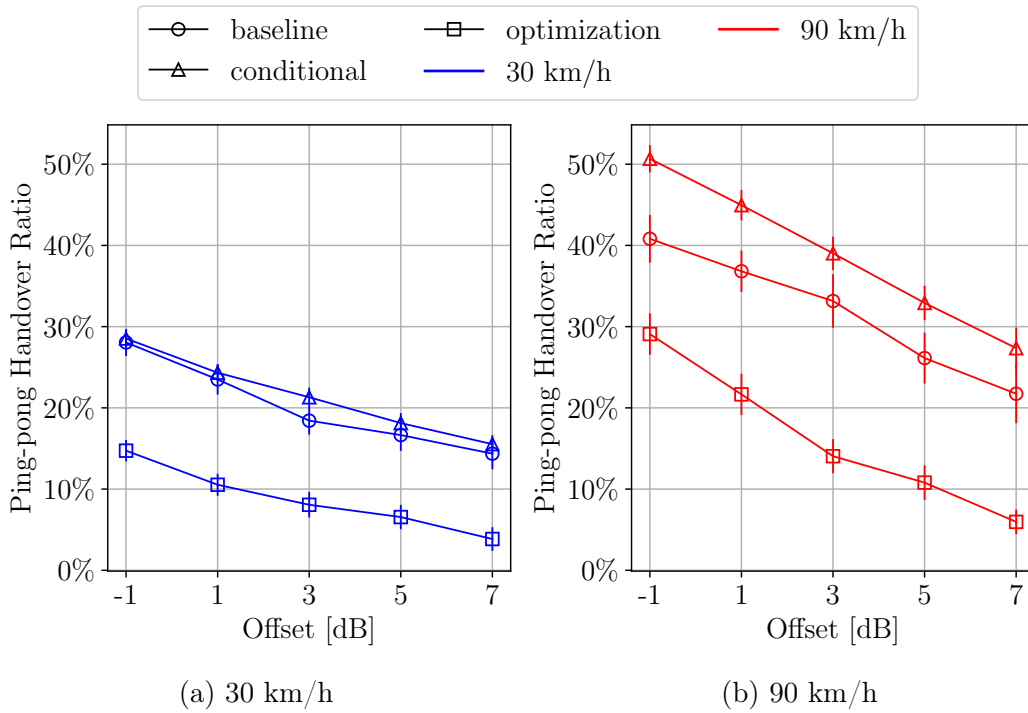 baseline
conditional
optimization
30 km/h
90 km/h
Ping-pong Handover Ratio
50%
40%
30%
20%
10%
0%
-1 1 3 5 7
Offset [dB]
(a) 30 km/h
Ping-pong Handover Ratio
50%
40%
30%
20%
10%
0%
-1 1 3 5 7
Offset [dB]
(b) 90 km/h